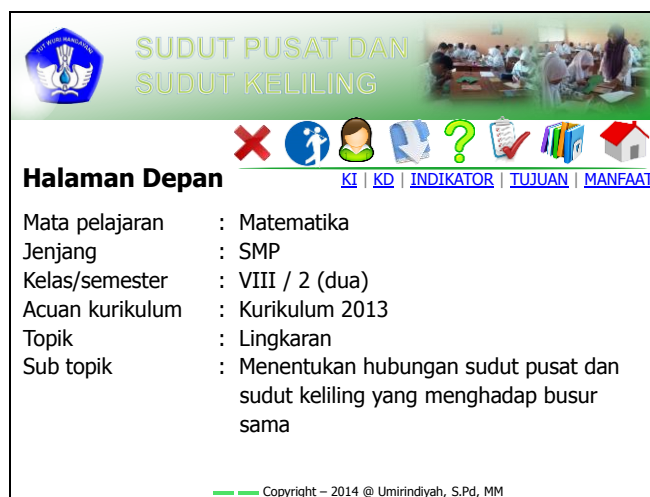 TUT WURI HANDAYANI
SUDUT PUSAT DAN
SUDUT KELILING
Halaman Depan
KI | KD | INDIKATOR | TUJUAN | MANFAAT
Mata pelajaran : Matematika
Jenjang : SMP
Kelas/semester : VIII / 2 (dua)
Acuan kurikulum : Kurikulum 2013
Topik : Lingkaran
Sub topik : Menentukan hubungan sudut pusat dan
sudut keliling yang menghadap busur
sama
Copyright – 2014 @ Umirindiyah, S.Pd, MM